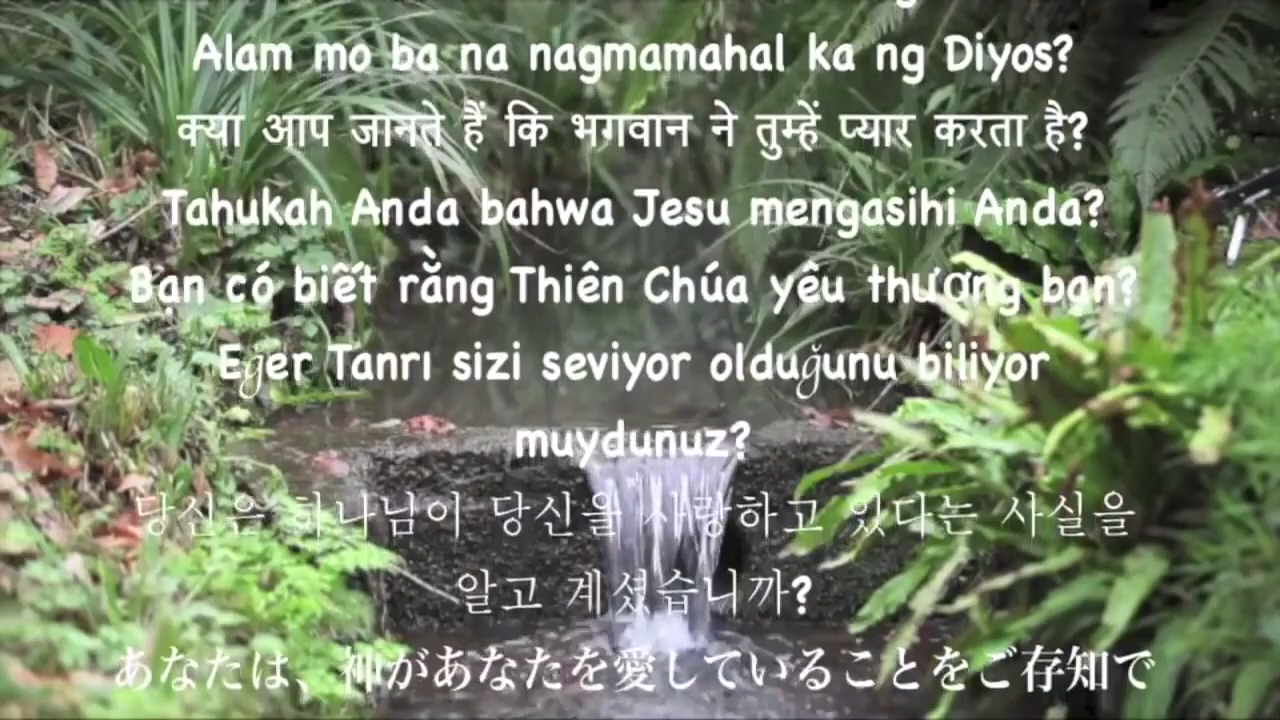 Alam mo ba na nagmamahal ka ng Diyos?
क्या आप जानते हैं कि भगवान ने तुम्हें प्यार करता है?
Tahukah Anda bahwa Jesu mengasihi Anda?
Bạn có biết rằng Thiên Chúa yêu thương bạn?
Eğer Tanrı sizi seviyor olduğunu biliyor
muydunuz?
당신은 하나님이 당신을 사랑하고 있다는 사실을
알고 계셨습니까?
あなたは、神があなたを愛していることをご存知で